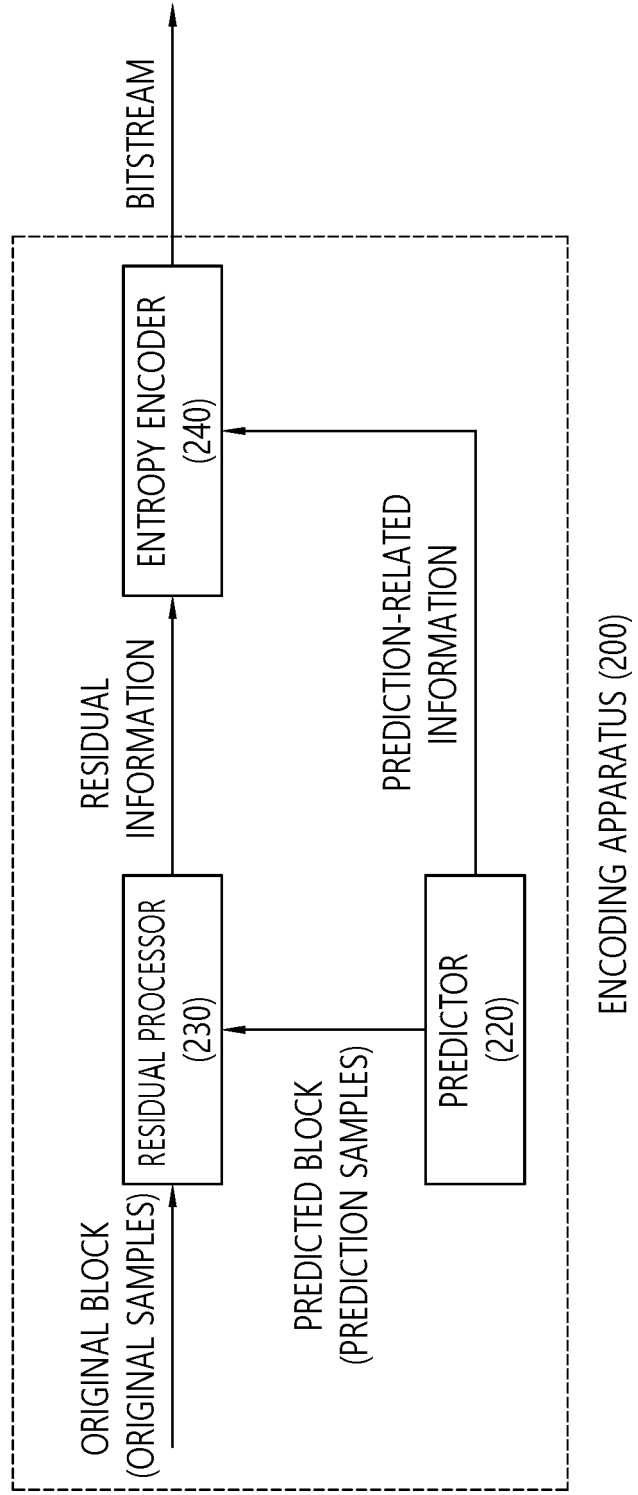 ORIGINAL BLOCK
(ORIGINAL SAMPLES)
RESIDUAL PROCESSOR
(230)
RESIDUAL
INFORMATION
ENTROPY ENCODER
(240)
BITSTREAM
PREDICTED BLOCK
(PREDICTION SAMPLES)
PREDICTOR
(220)
PREDICTION-RELATED
INFORMATION
ENCODING APPARATUS (200)